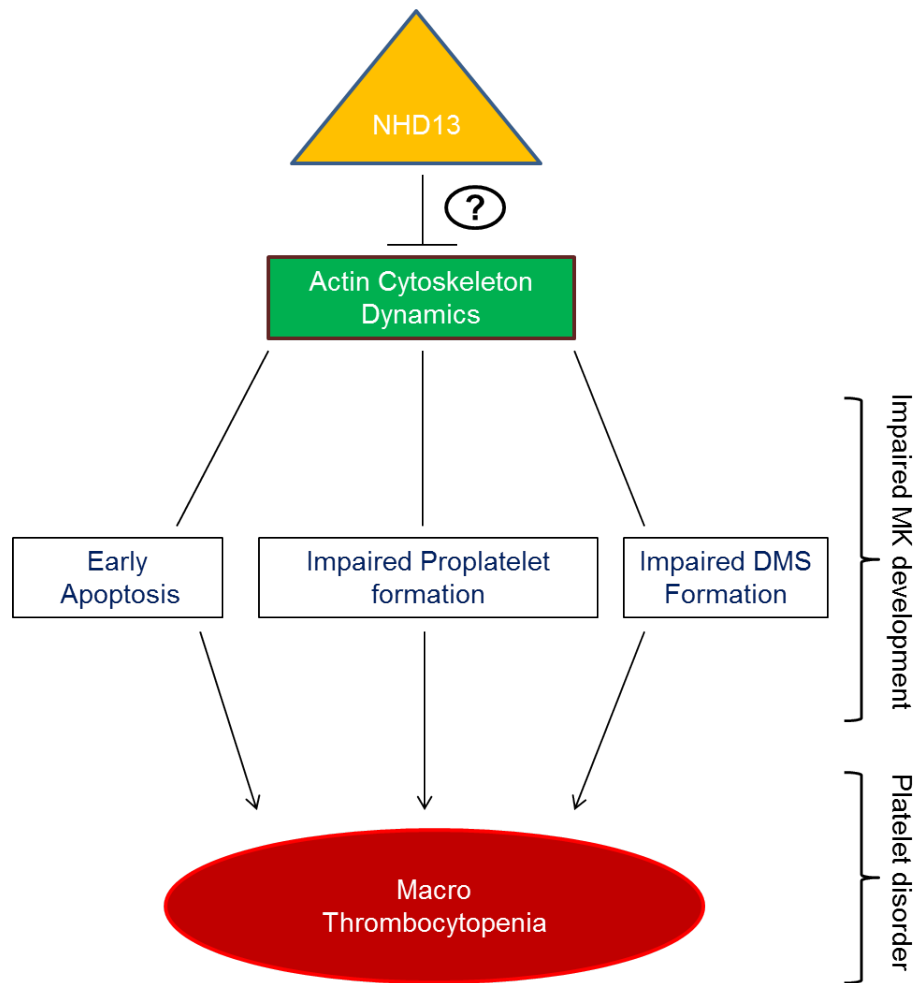 NHD13
?
Actin Cytoskeleton
Dynamics
Early
Apoptosis
Impaired Proplatelet
formation
Impaired DMS
Formation
Impaired MK development
Macro
Thrombocytopenia
Platelet disorder